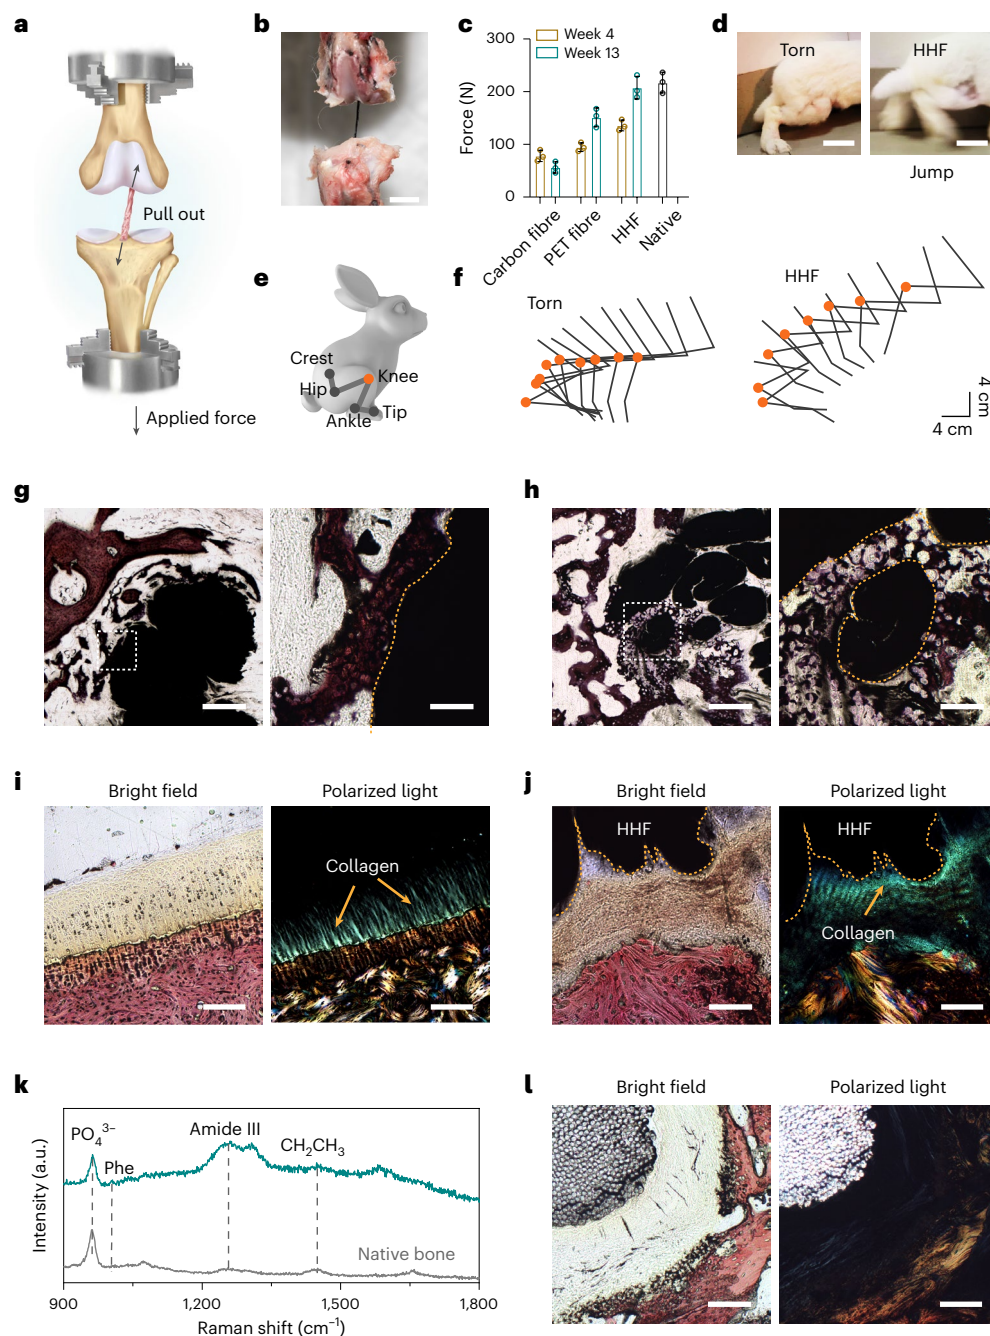 a
Pull out
Applied force
b
c
Force (N)
300
200
100
0
Week 4
Week 13
Carbon fibre
PET fibre
HHF
Native
d
Torn
HHF
Jump
e
Crest
Hip
Knee
Ankle
Tip
f
Torn
HHF
4 cm
4 cm
g
h
i
Bright field
Polarized light
Collagen
j
Bright field
Polarized light
HHF
HHF
Collagen
k
Intensity (a.u.)
PO₄³⁻
Phe
Amide III
CH₂CH₃
Native bone
900
1,200
1,500
1,800
Raman shift (cm⁻¹)
l
Bright field
Polarized light